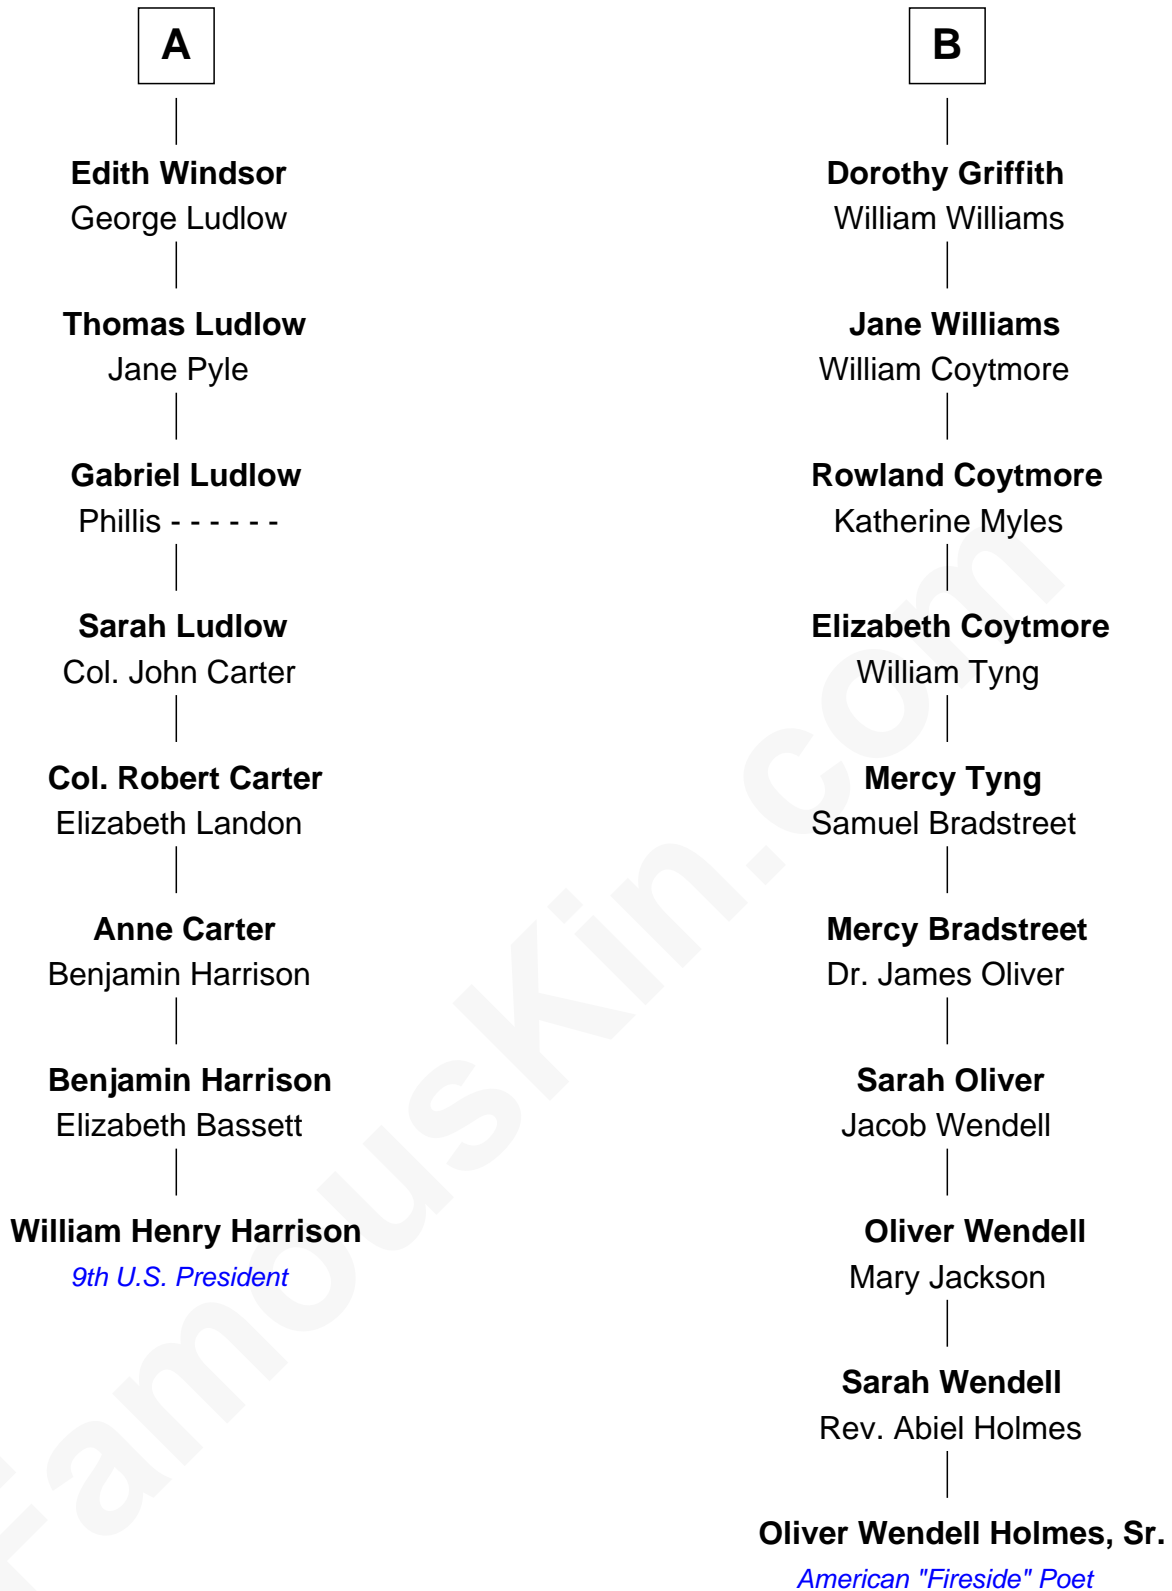 A
Edith Windsor
George Ludlow
Thomas Ludlow
Jane Pyle
Gabriel Ludlow
Phillis - - - - - -
Sarah Ludlow
Col. John Carter
Col. Robert Carter
Elizabeth Landon
Anne Carter
Benjamin Harrison
Benjamin Harrison
Elizabeth Bassett
William Henry Harrison
9th U.S. President
B
Dorothy Griffith
William Williams
Jane Williams
William Coytmore
Rowland Coytmore
Katherine Myles
Elizabeth Coytmore
William Tyng
Mercy Tyng
Samuel Bradstreet
Mercy Bradstreet
Dr. James Oliver
Sarah Oliver
Jacob Wendell
Oliver Wendell
Mary Jackson
Sarah Wendell
Rev. Abiel Holmes
Oliver Wendell Holmes, Sr.
American "Fireside" Poet
FamousKin.com